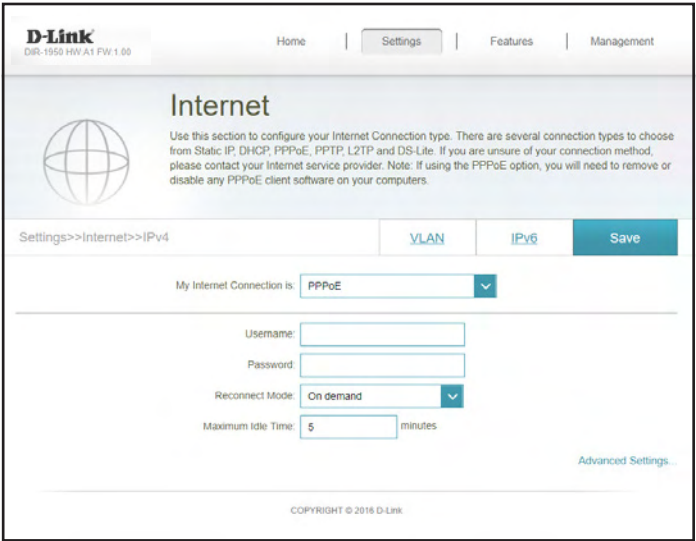 D-Link
DIR-1950 HW:A1 FW:1.00
Home
Settings
Features
Management
Internet
Use this section to configure your Internet Connection type. There are several connection types to choose
from Static IP, DHCP, PPPoE, PPTP, L2TP and DS-Lite. If you are unsure of your connection method,
please contact your Internet service provider. Note: If using the PPPoE option, you will need to remove or
disable any PPPoE client software on your computers.
Settings>>Internet>>IPv4
VLAN
IPv6
Save
My Internet Connection is: PPPoE
Username:
Password:
Reconnect Mode: On demand
Maximum Idle Time: 5 minutes
Advanced Settings...
COPYRIGHT © 2016 D-Link